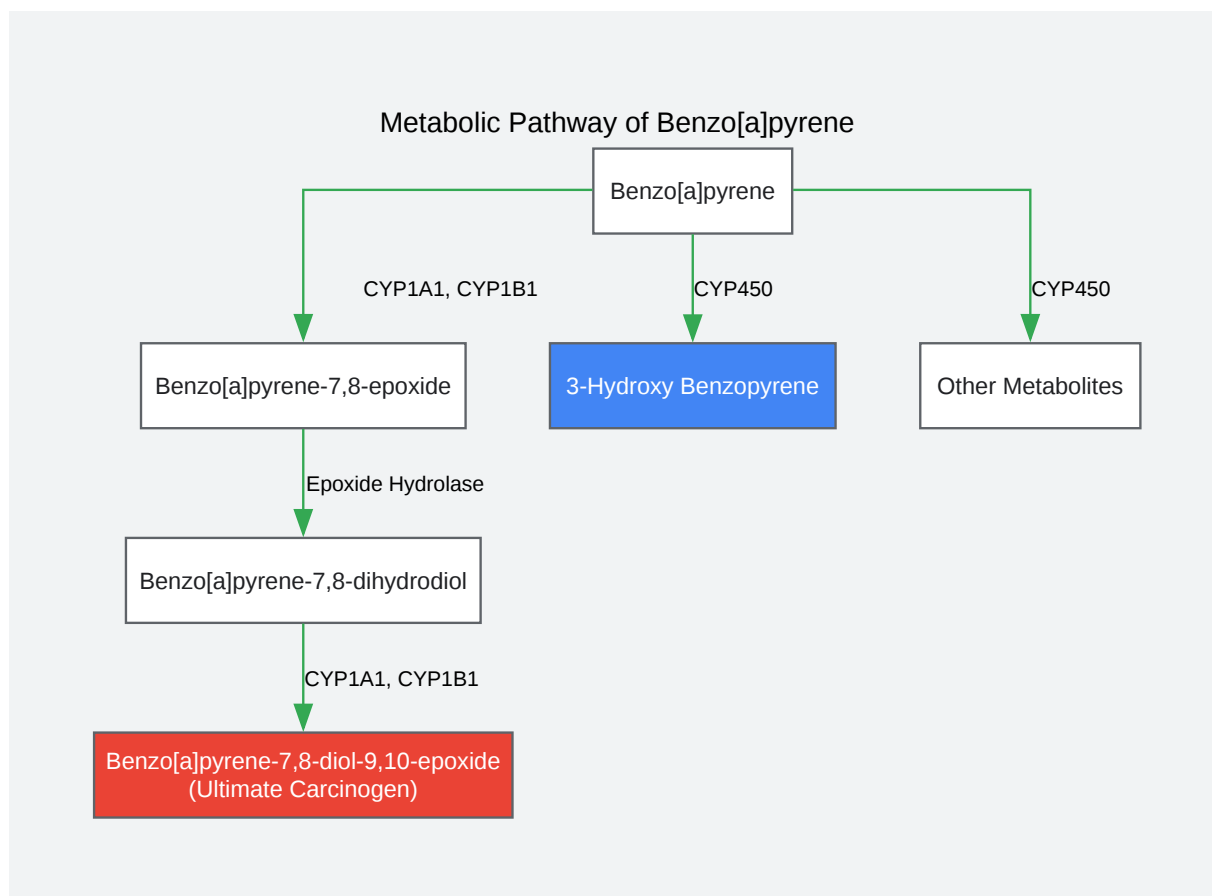 Metabolic Pathway of Benzo[a]pyrene
Benzo[a]pyrene
CYP1A1, CYP1B1
CYP450
CYP450
Benzo[a]pyrene-7,8-epoxide
3-Hydroxy Benzopyrene
Other Metabolites
Epoxide Hydrolase
Benzo[a]pyrene-7,8-dihydrodiol
CYP1A1, CYP1B1
Benzo[a]pyrene-7,8-diol-9,10-epoxide
(Ultimate Carcinogen)